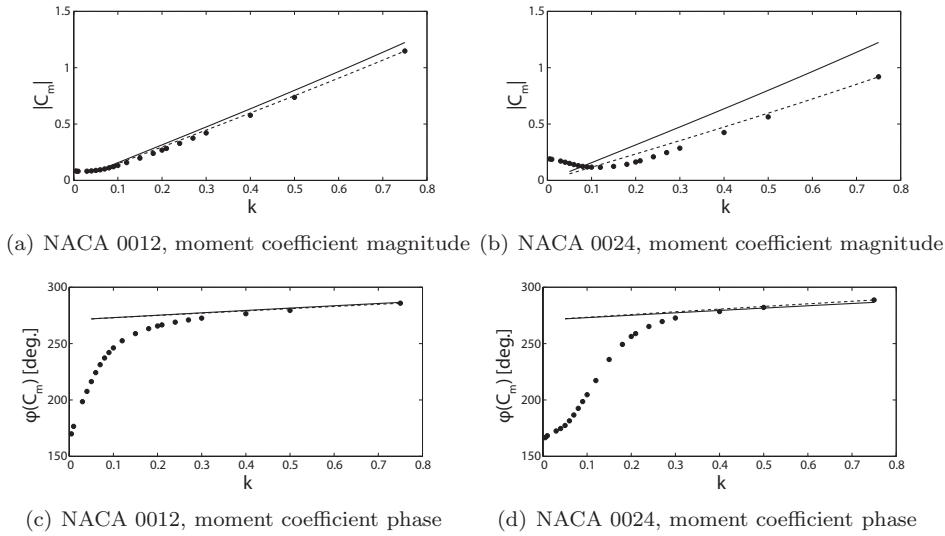 1.5
1
0.5
0
|Cₘ|
0 0.1 0.2 0.3 0.4 0.5 0.6 0.7 0.8
k
1.5
1
0.5
0
|Cₘ|
0 0.1 0.2 0.3 0.4 0.5 0.6 0.7 0.8
k
(a) NACA 0012, moment coefficient magnitude (b) NACA 0024, moment coefficient magnitude
300
250
200
150
φ(Cₘ) [deg.]
0 0.1 0.2 0.3 0.4 0.5 0.6 0.7 0.8
k
300
250
200
150
φ(Cₘ) [deg.]
0 0.1 0.2 0.3 0.4 0.5 0.6 0.7 0.8
k
(c) NACA 0012, moment coefficient phase
(d) NACA 0024, moment coefficient phase